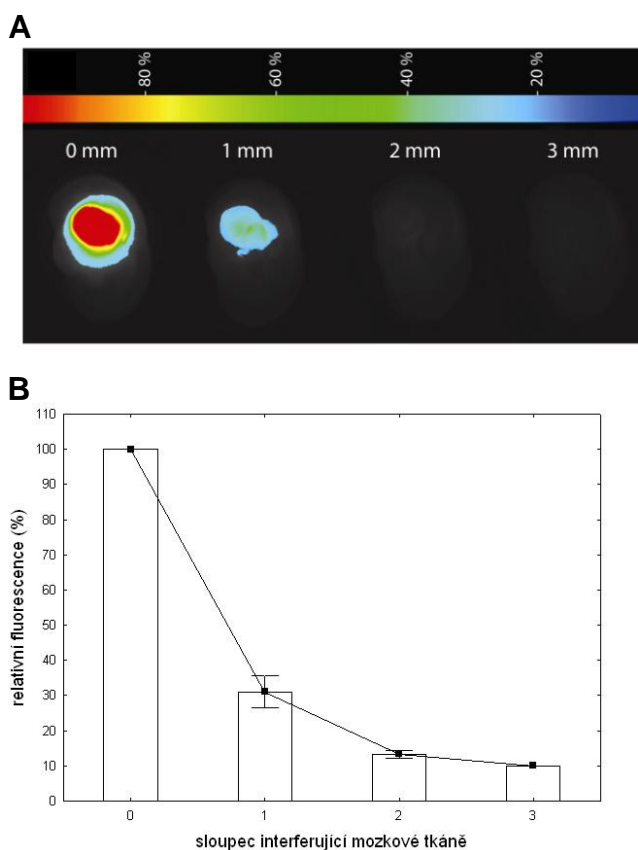 A
80 %
60 %
40 %
20 %
0 mm 1 mm 2 mm 3 mm
B
110
100
90
80
70
60
50
40
30
20
10
0
relativní fluorescence (%)
0 1 2 3
sloupec interferující mozkové tkáně